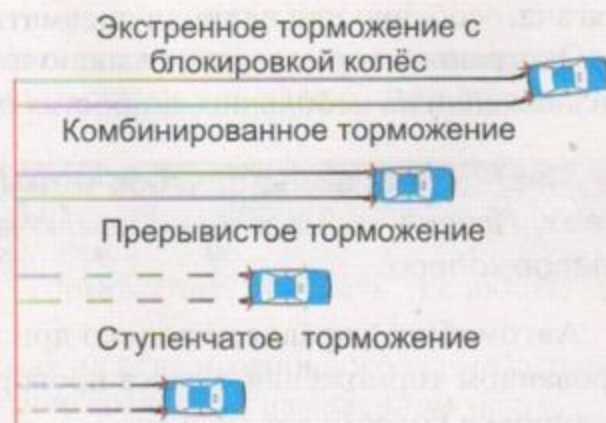 Экстренное торможение с
блокировкой колёс
Комбинированное торможение
Прерывистое торможение
Ступенчатое торможение